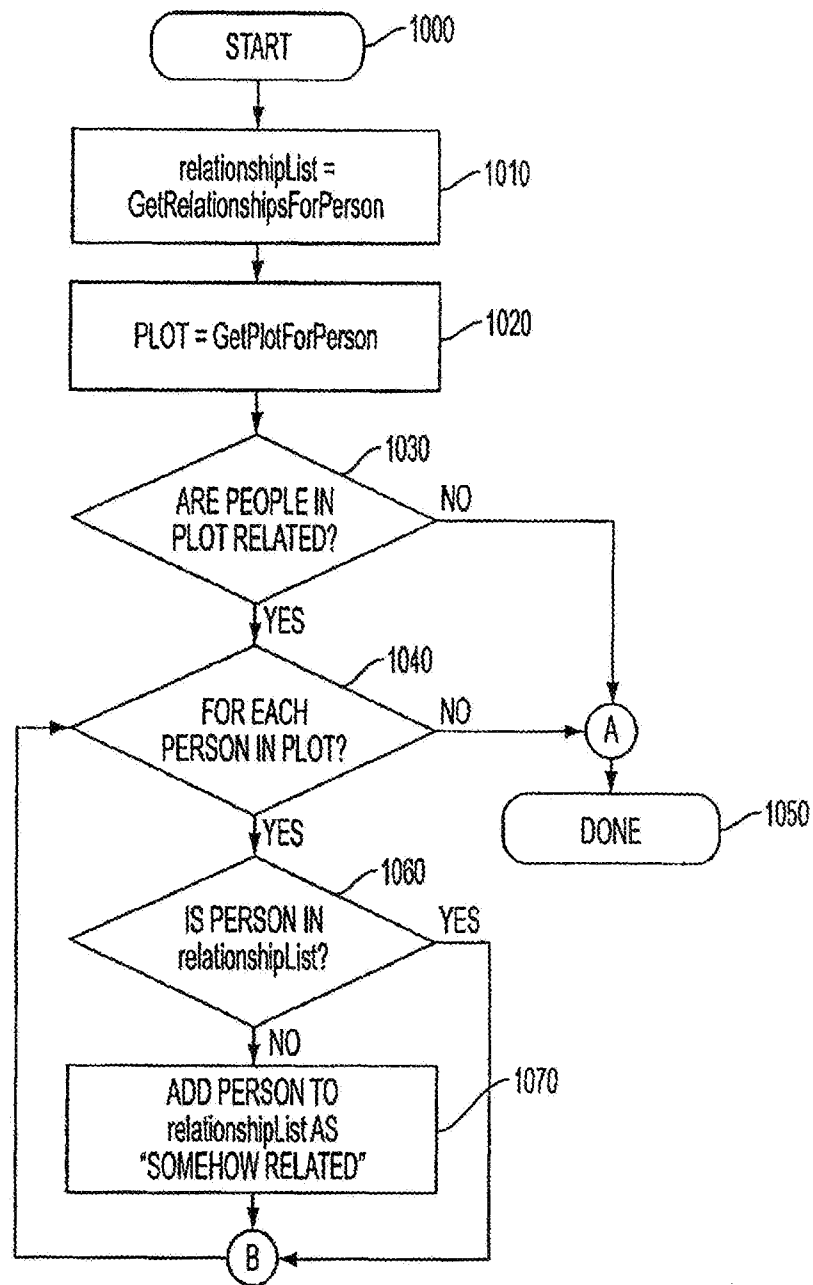 START
1000
relationshipList =
GetRelationshipsForPerson
1010
PLOT = GetPlotForPerson
1020
1030
ARE PEOPLE IN
PLOT RELATED?
NO
YES
1040
FOR EACH
PERSON IN PLOT?
NO
A
YES
DONE
1050
1060
IS PERSON IN
relationshipList?
YES
NO
ADD PERSON TO
relationshipList AS
"SOMEHOW RELATED"
1070
B